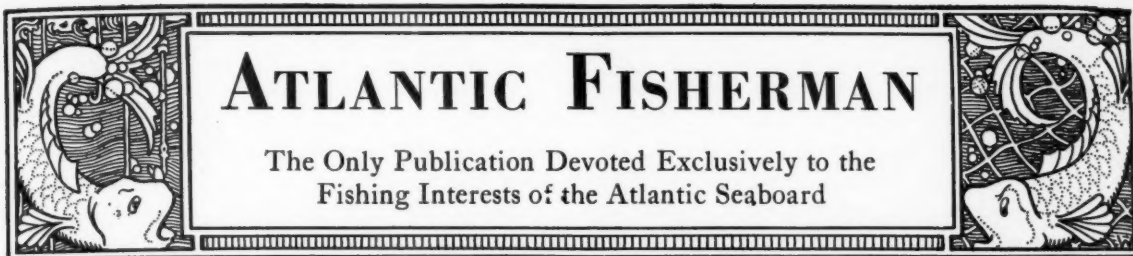 ATLANTIC FISHERMAN
The Only Publication Devoted Exclusively to the
Fishing Interests of the Atlantic Seaboard